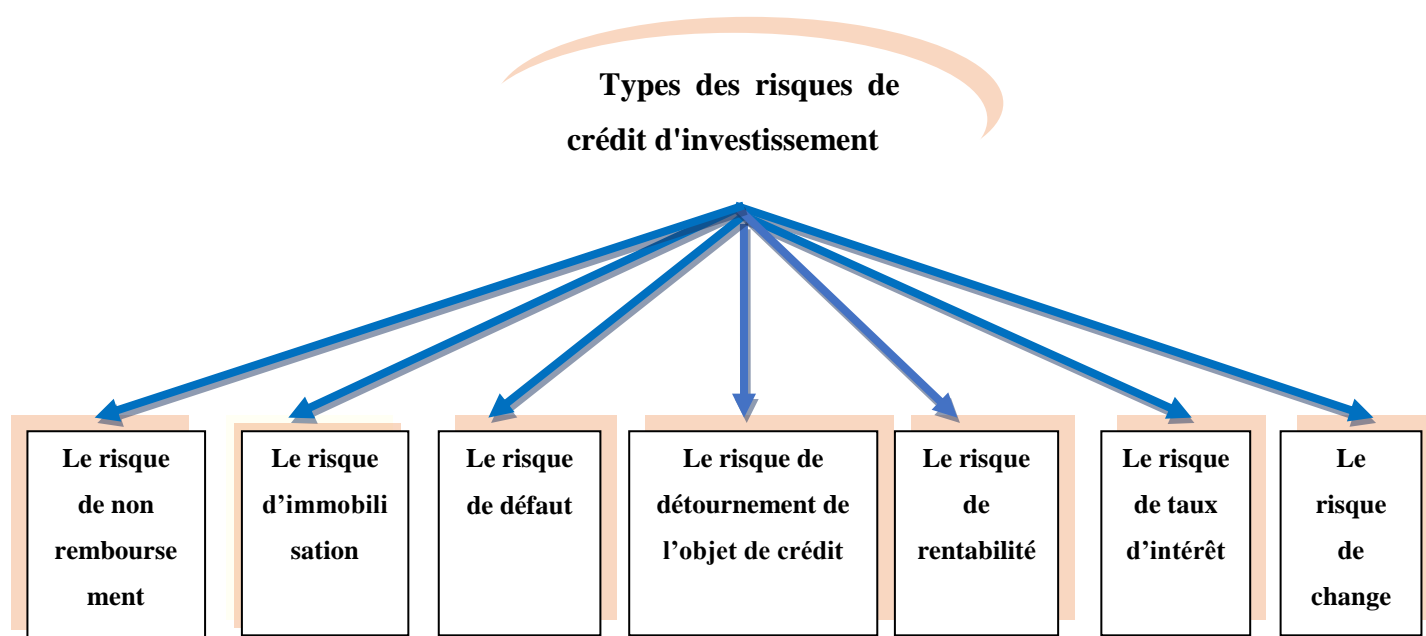 Types des risques de
crédit d'investissement
Le risque
de non
rembourse
ment
Le risque
d’immobili
sation
Le risque
de défaut
Le risque de
détournement de
l’objet de crédit
Le risque
de
rentabilité
Le risque
de taux
d’intérêt
Le
risque
de
change